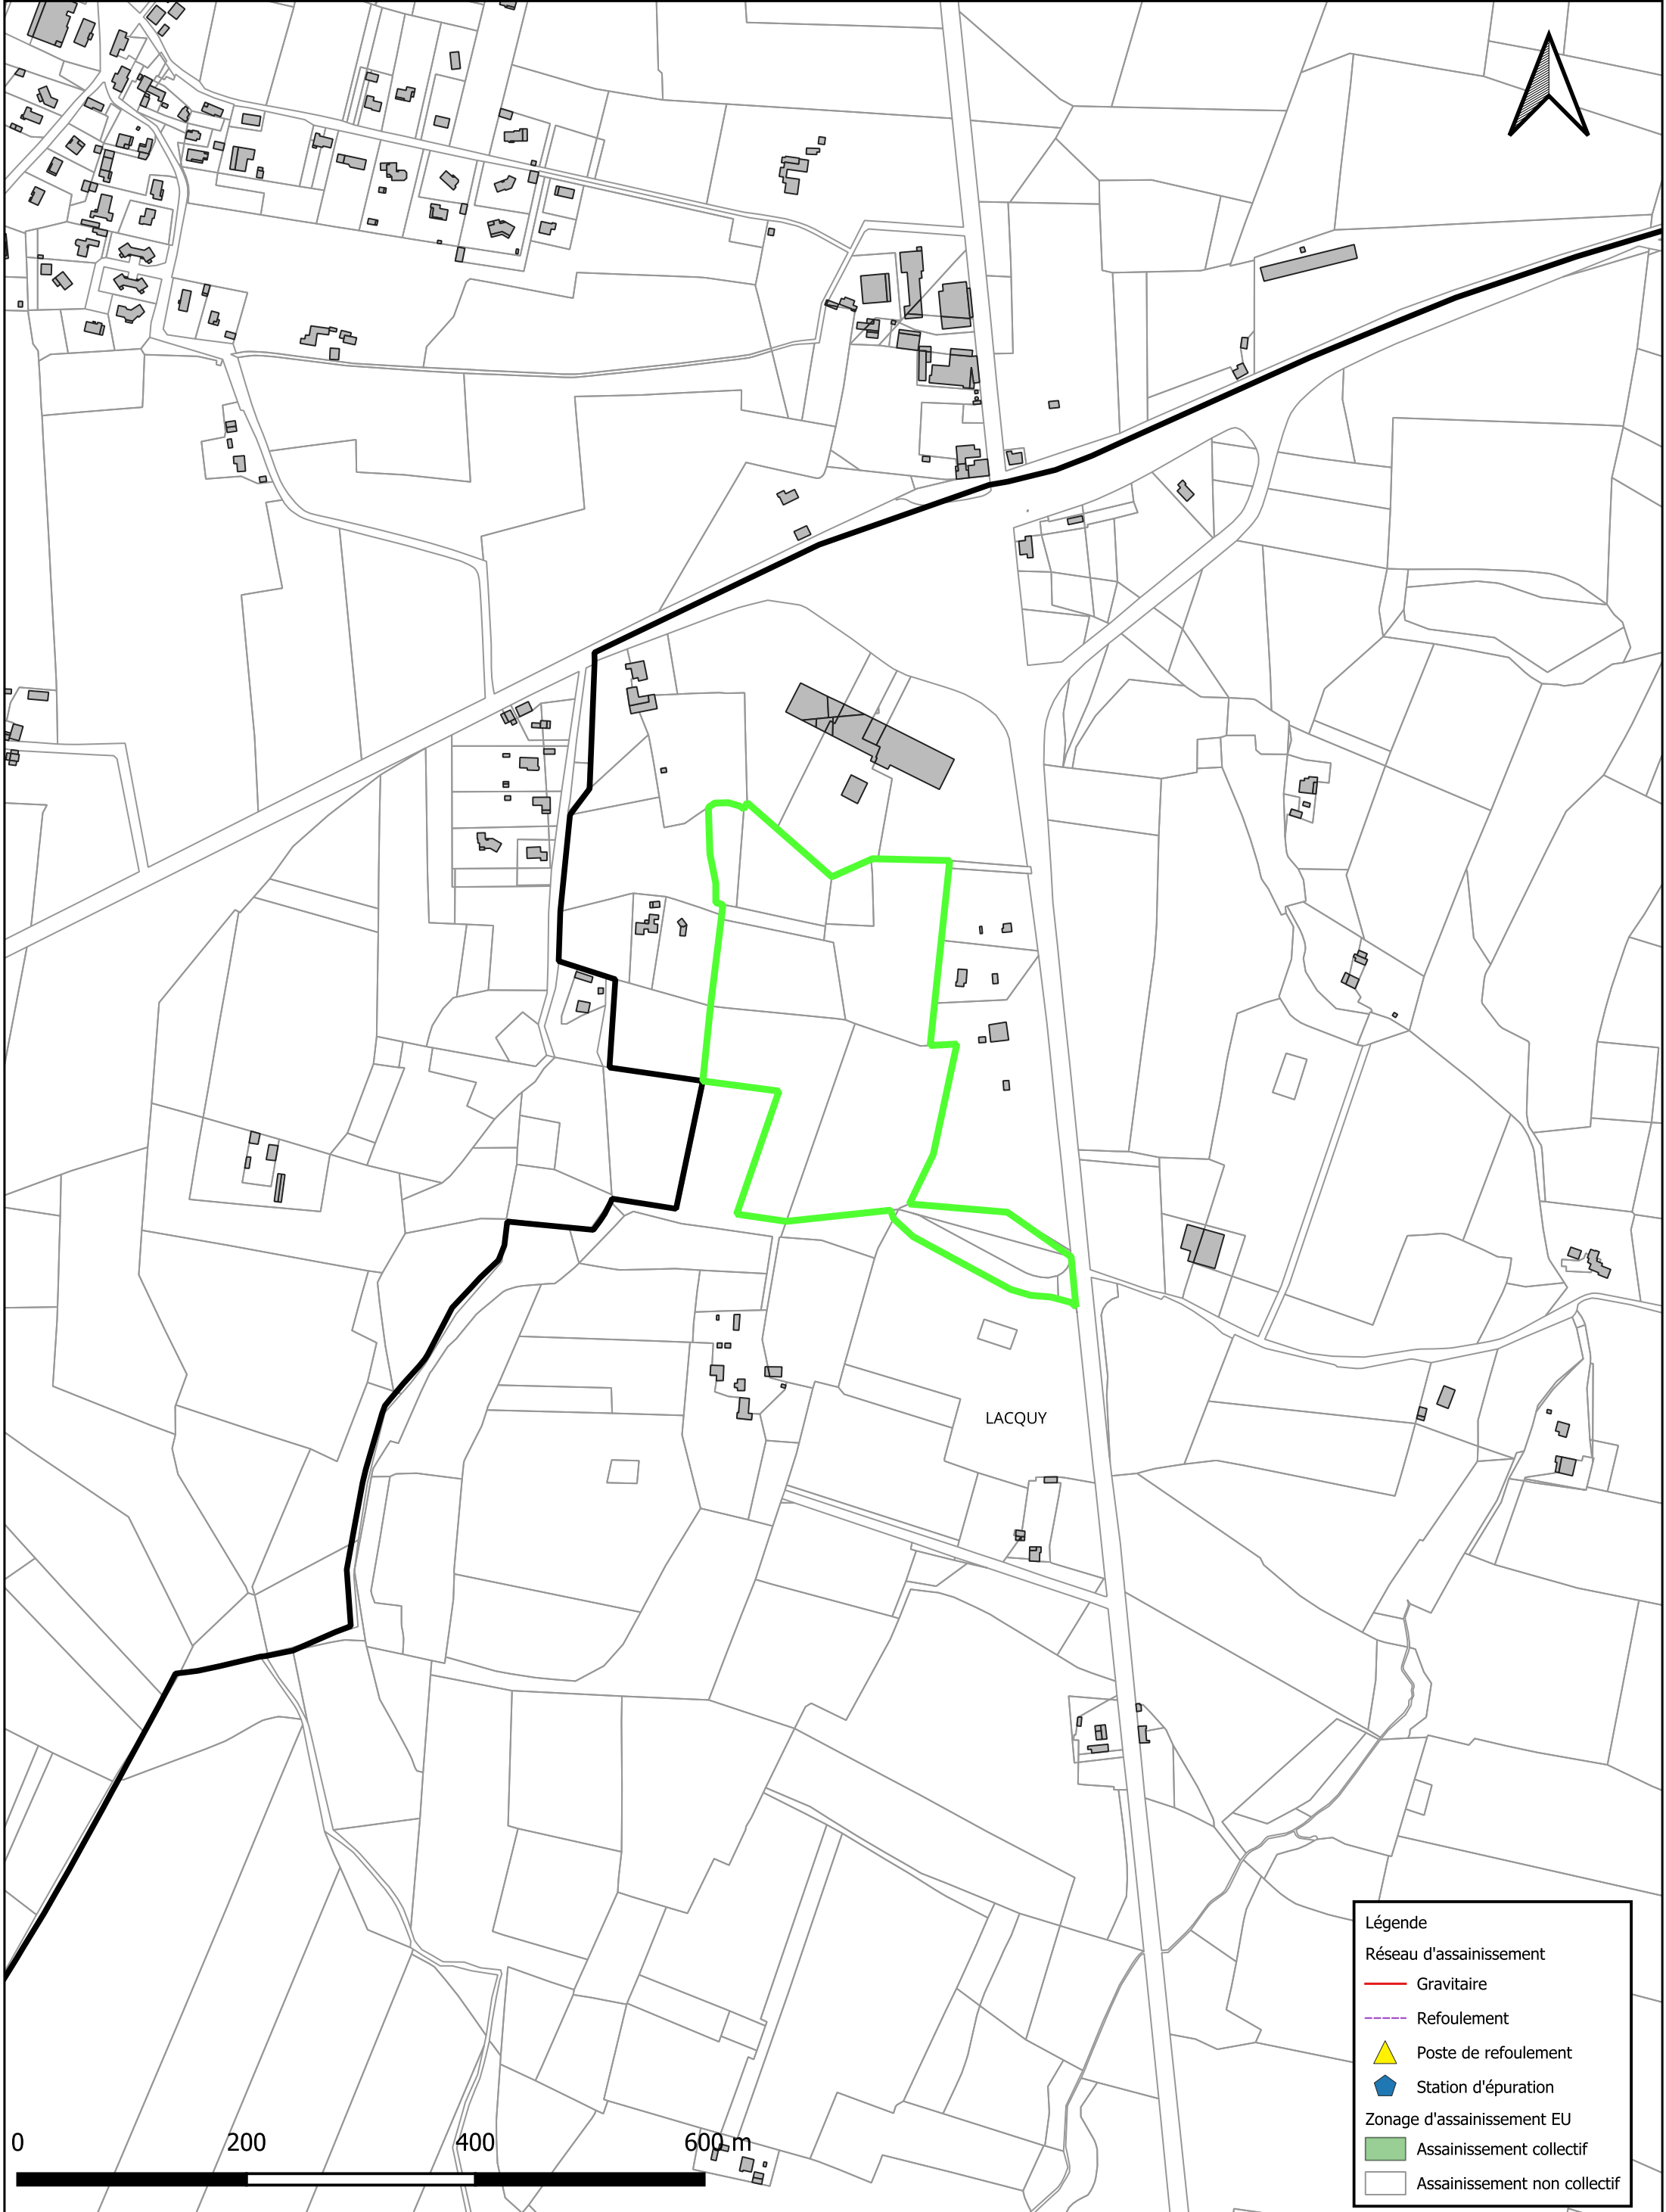 LACQUY
Légende
Réseau d'assainissement
Gravitaire
Refoulement
Poste de refoulement
Station d'épuration
Zonage d'assainissement EU
Assainissement collectif
Assainissement non collectif
0 200 400 600 m